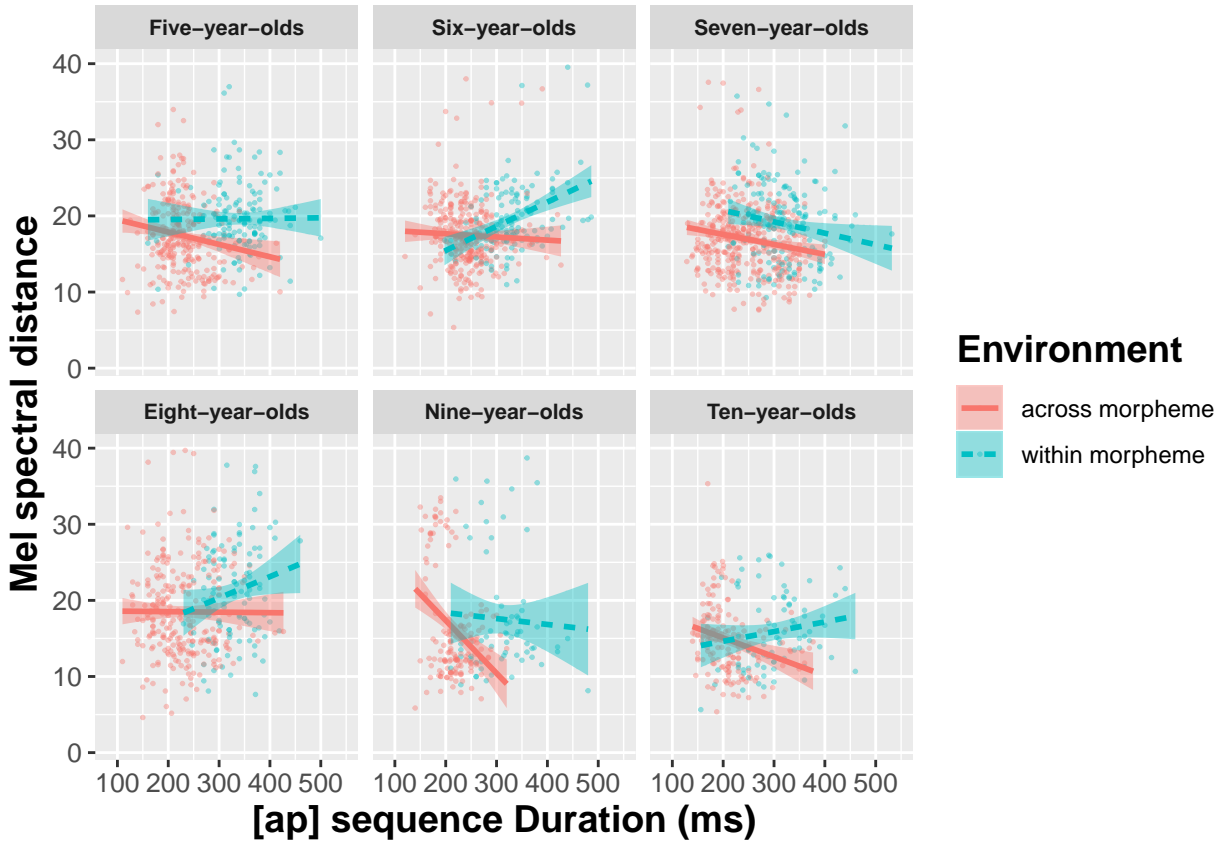 Five−year−olds Six−year−olds Seven−year−olds
40
30
20
10
0
Eight−year−olds Nine−year−olds Ten−year−olds
40
30
20
10
0
100 200 300 400 500 100 200 300 400 500 100 200 300 400 500
[ap] sequence Duration (ms)
Mel spectral distance
Environment
across morpheme
within morpheme